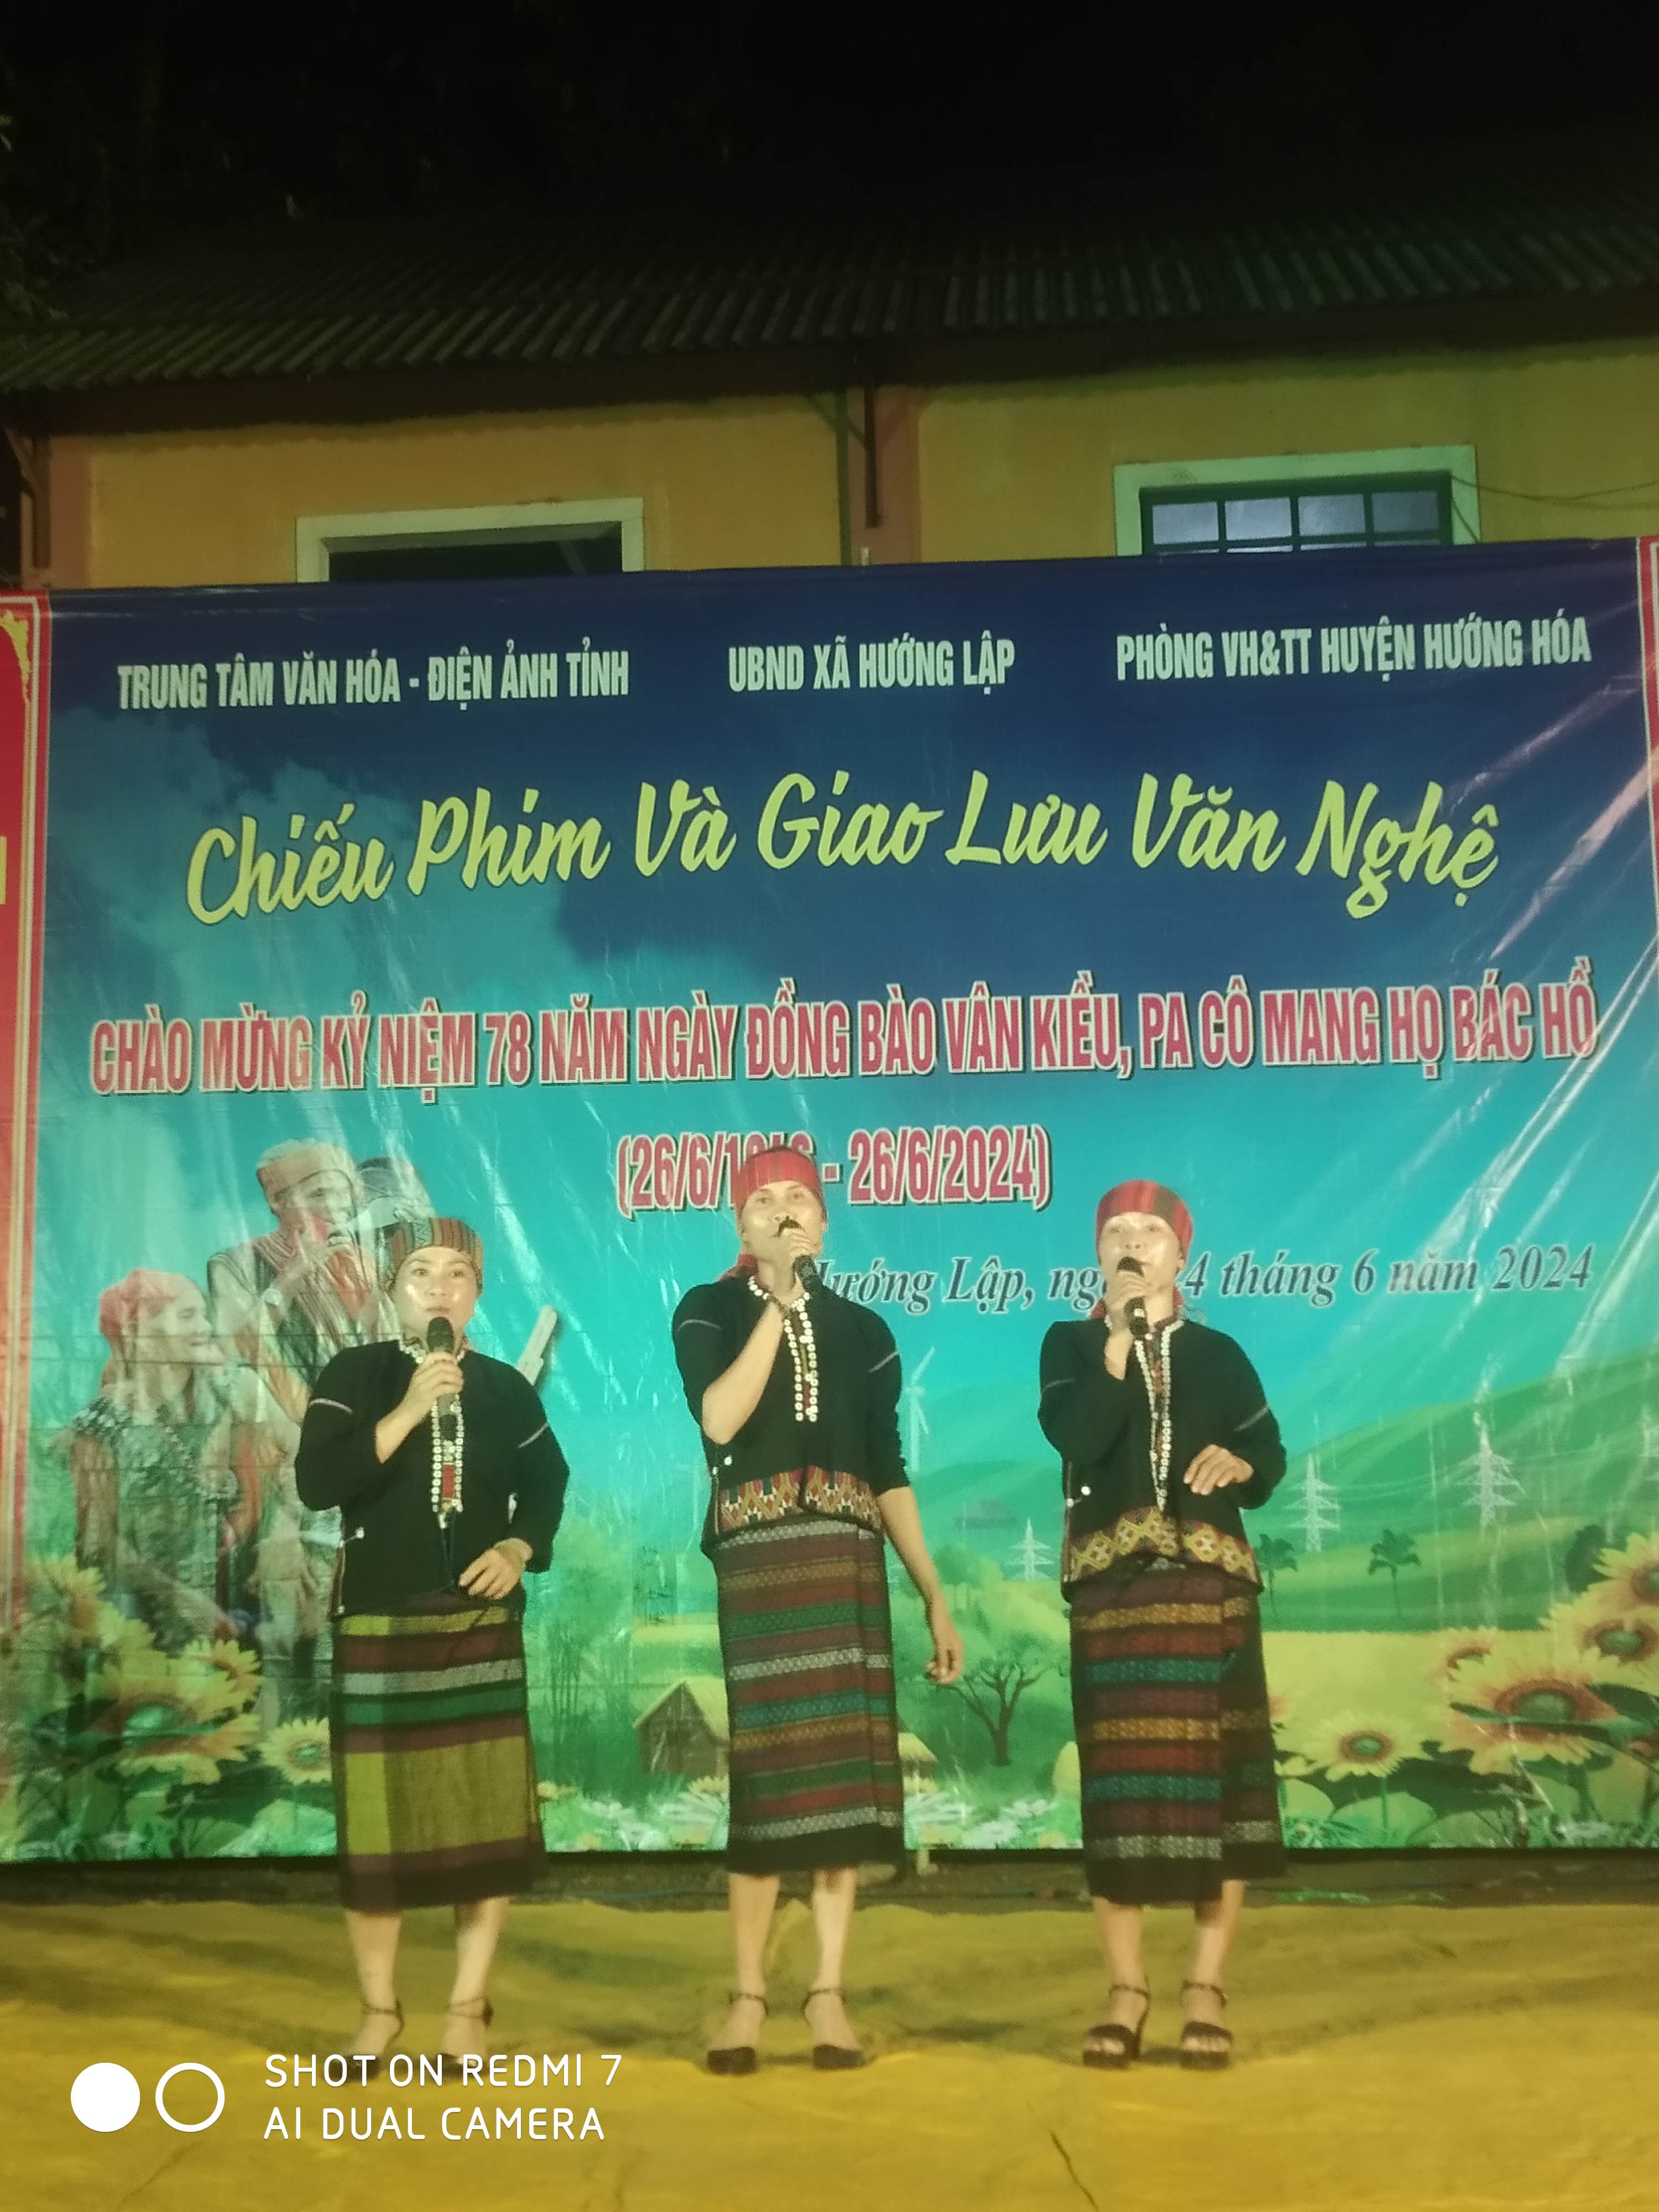 TRUNG TÂM VĂN HÓA - ĐIỆN ẢNH TỈNH
UBND XÃ HƯỚNG LẬP
PHÒNG VH&TT HUYỆN HƯỚNG HÓA
Chiếu Phim Và Giao Lưu Văn Nghệ
CHÀO MỪNG KỶ NIỆM 78 NĂM NGÀY ĐỒNG BÀO VÂN KIỀU, PA CÔ MANG HỌ BÁC HỒ
- 26/6/2024)
Lập, 4 tháng 6 năm 2024
SHOT ON REDMI 7
AI DUAL CAMERA